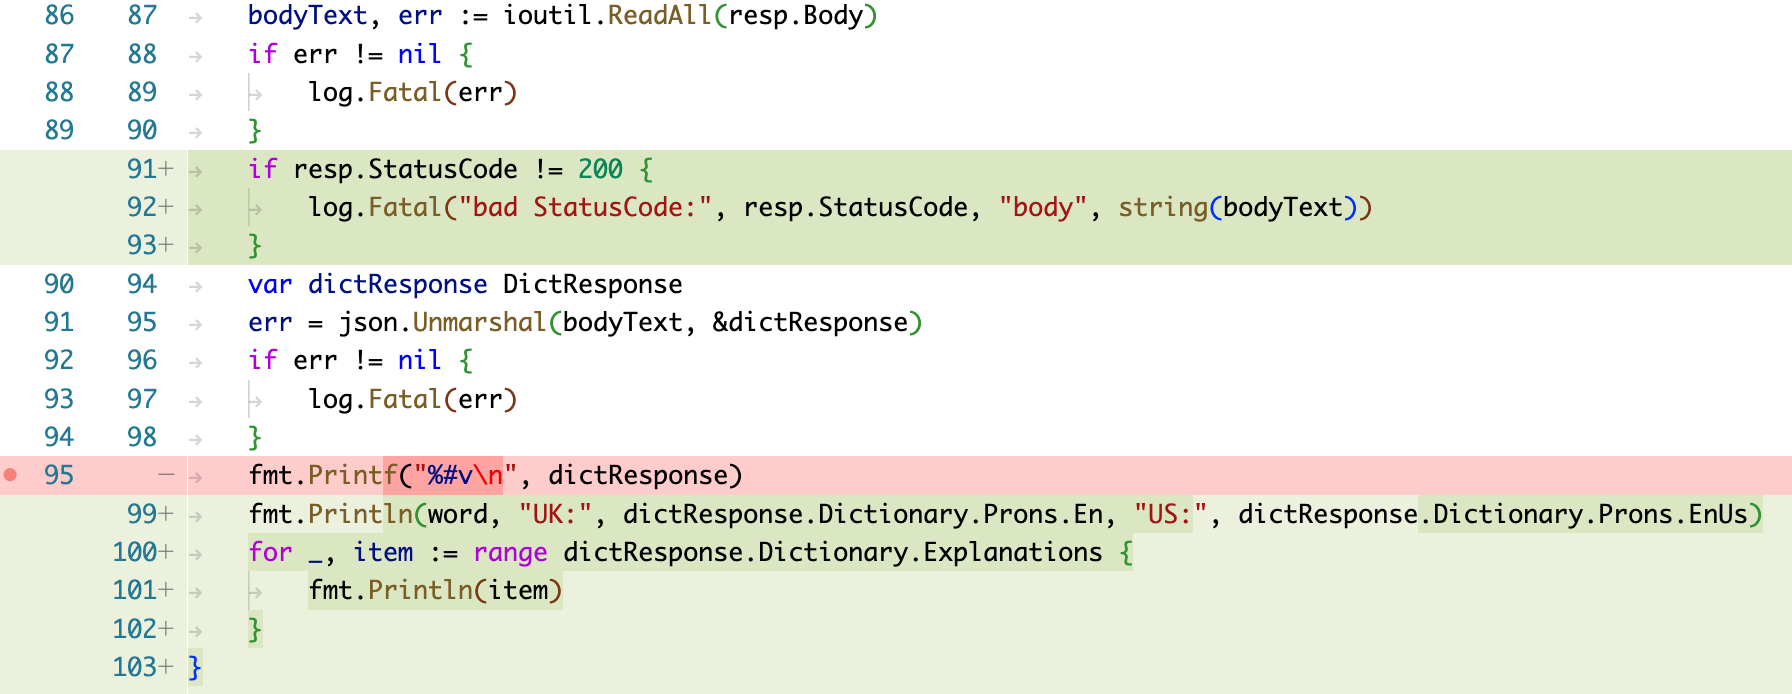 86 87 bodyText, err := ioutil.ReadAll(resp.Body)
87 88 if err != nil {
88 89 log.Fatal(err)
89 90 }
91+ if resp.StatusCode != 200 {
92+ log.Fatal("bad StatusCode:", resp.StatusCode, "body", string(bodyText))
93+ }
90 94 var dictResponse DictResponse
91 95 err = json.Unmarshal(bodyText, &dictResponse)
92 96 if err != nil {
93 97 log.Fatal(err)
94 98 }
95 − fmt.Printf("%#v\n", dictResponse)
99+ fmt.Println(word, "UK:", dictResponse.Dictionary.Prons.En, "US:", dictResponse.Dictionary.Prons.EnUs)
100+ for _, item := range dictResponse.Dictionary.Explanations {
101+ fmt.Println(item)
102+ }
103+ }